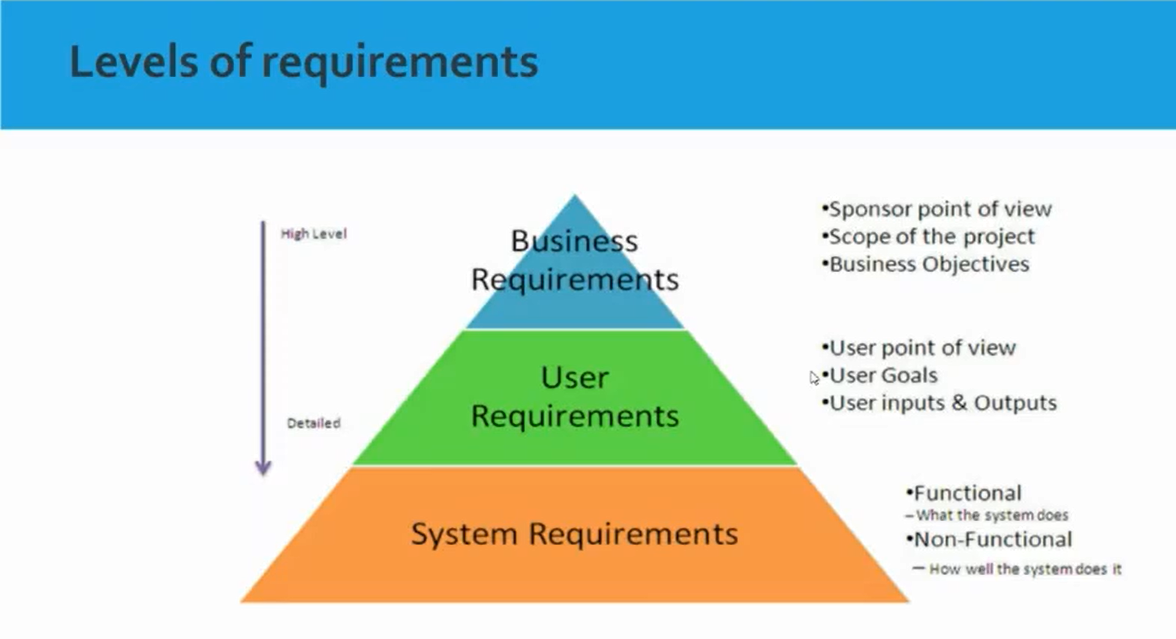 Levels of requirements
High Level
Detailed
Business
Requirements
•Sponsor point of view
•Scope of the project
•Business Objectives
User
Requirements
•User point of view
•User Goals
•User inputs & Outputs
System Requirements
•Functional
–What the system does
•Non-Functional
– How well the system does it